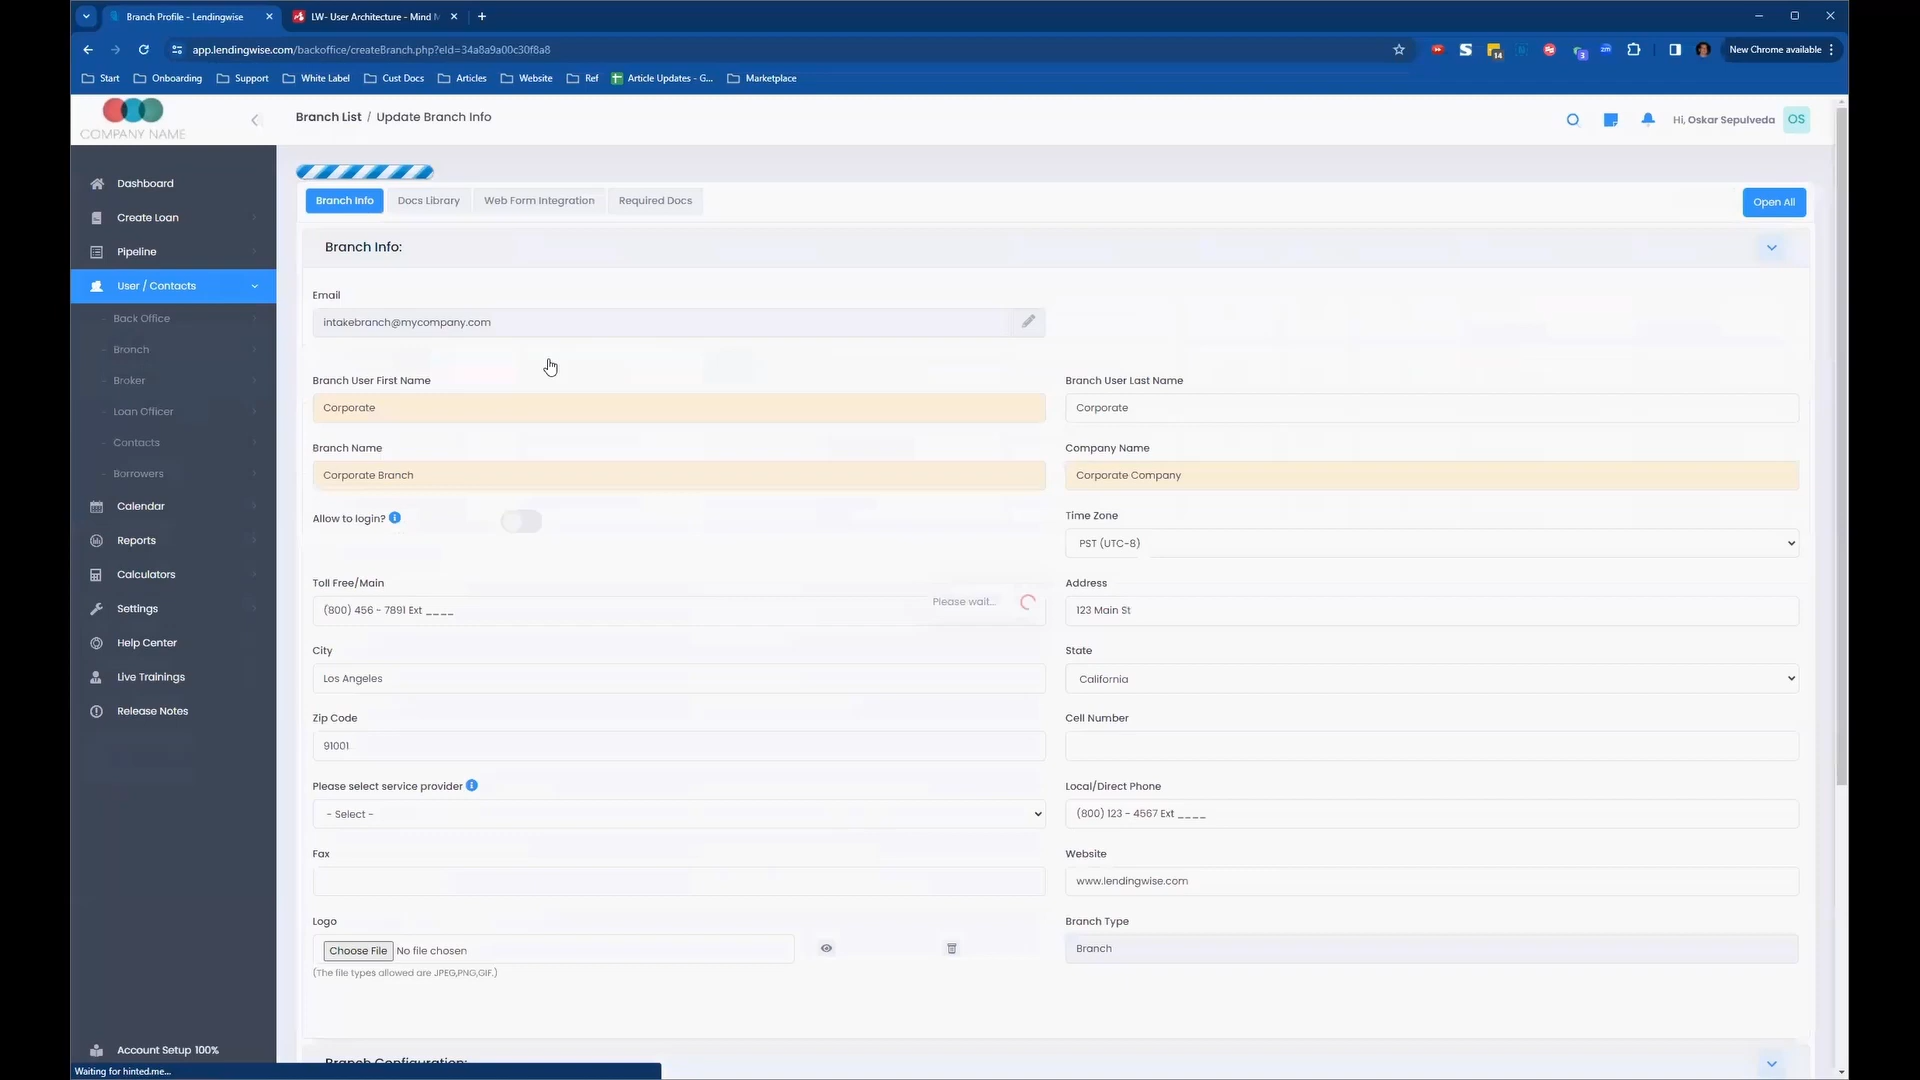 Branch Profile - Lendingwise
LW- User Architecture - Mind M
app.lendingwise.com/backoffice/createBranch.php?eId=34a8a9a00c30f8a8
14
3
New Chrome available
Start
Onboarding
Support
White Label
Cust Docs
Articles
Website
Ref
Article Updates - G...
Marketplace
COMPANY NAME
Branch List / Update Branch Info
Hi, Oskar Sepulveda OS
Dashboard
Create Loan
Pipeline
User / Contacts
Back Office
Branch
Broker
Loan Officer
Contacts
Borrowers
Calendar
Reports
Calculators
Settings
Help Center
Live Trainings
Release Notes
Account Setup 100%
Branch Info Docs Library Web Form Integration Required Docs Open All
Branch Info:
Email
intakebranch@mycompany.com
Branch User First Name Branch User Last Name
Corporate Corporate
Branch Name Company Name
Corporate Branch Corporate Company
Allow to login? Time Zone
PST (UTC-8)
Toll Free/Main Address
(800) 456 - 7891 Ext ____ Please wait... 123 Main St
City State
Los Angeles California
Zip Code Cell Number
91001
Please select service provider Local/Direct Phone
- Select - (800) 123 - 4567 Ext ____
Fax Website
www.lendingwise.com
Logo Branch Type
Choose File No file chosen Branch
(The file types allowed are JPEG,PNG,GIF.)
Branch Configuration:
Waiting for hinted.me...